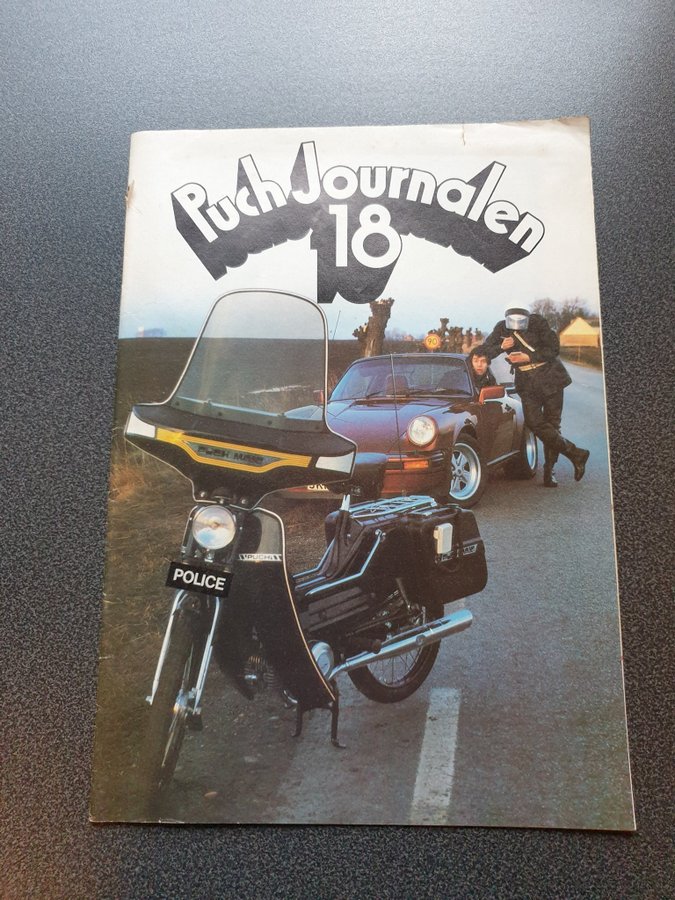 Puch Journalen
18
90
PUCH MAXI
PUCH
POLICE